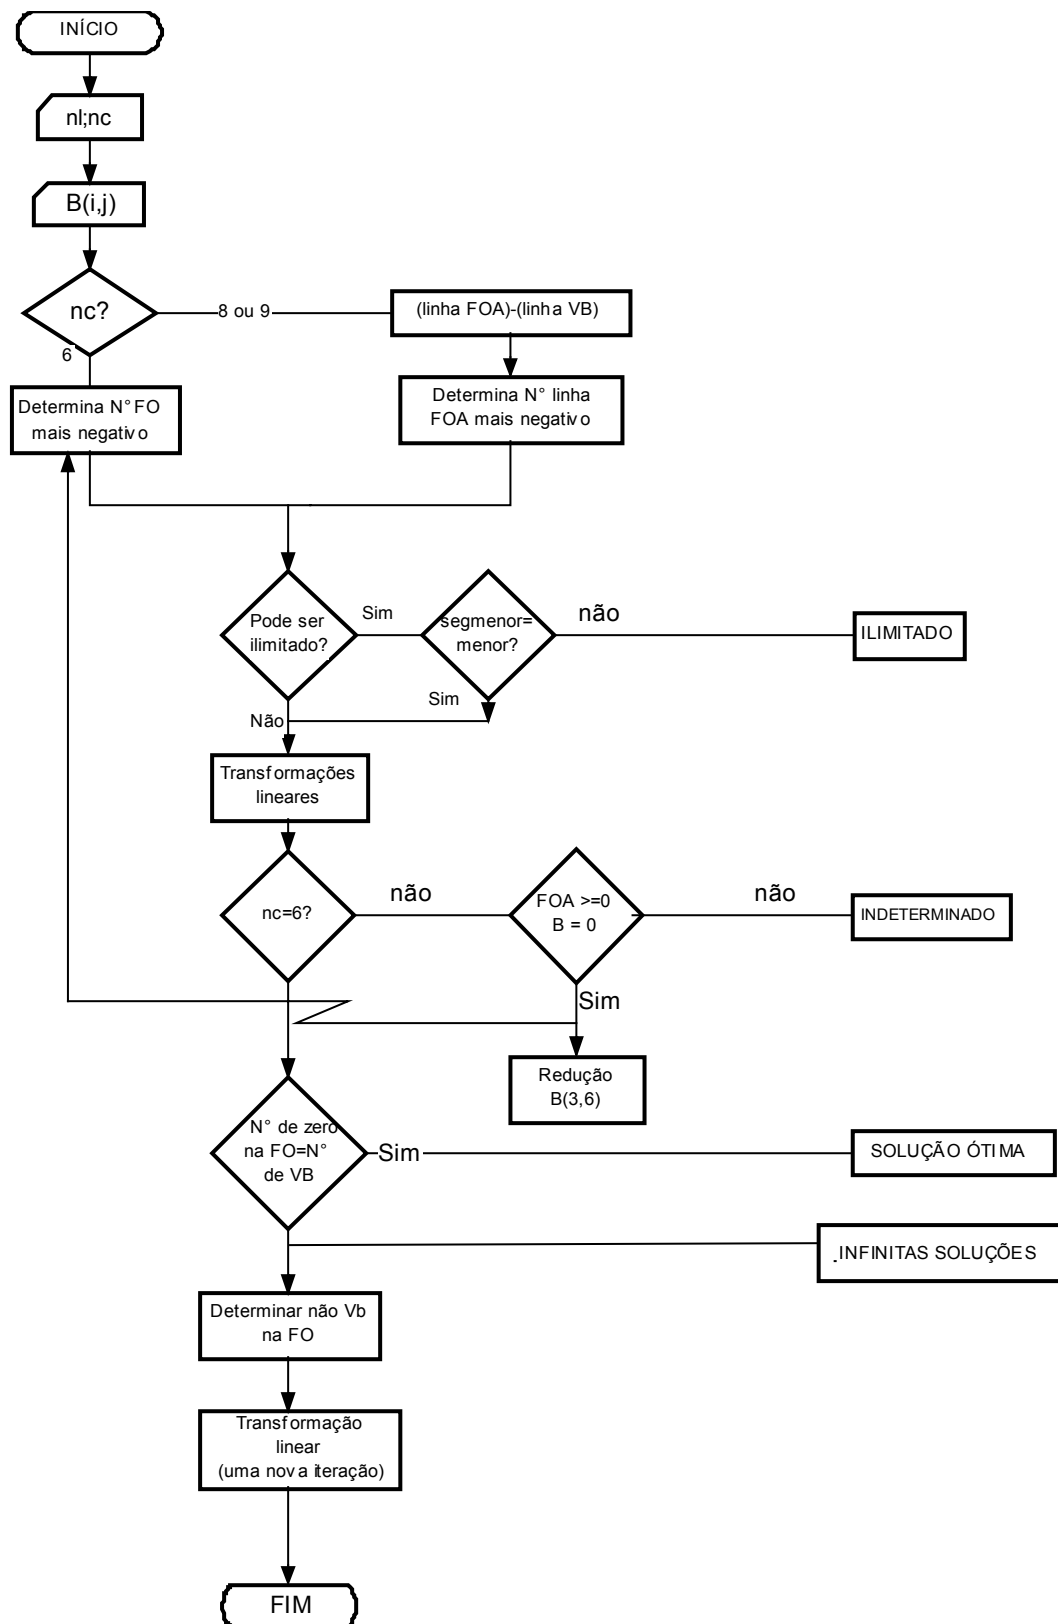 INÍCIO
nl;nc
B(i,j)
nc?
8 ou 9
(linha FOA)-(linha VB)
6
Determina N° FO
mais negativo
Determina N° linha
FOA mais negativo
Pode ser
ilimitado?
Sim
segmenor=
menor?
não
ILIMITADO
Sim
Não
Transformações
lineares
nc=6?
não
FOA >=0
B = 0
não
INDETERMINADO
Sim
Redução
B(3,6)
N° de zero
na FO=N°
de VB
Sim
SOLUÇÃO ÓTIMA
INFINITAS SOLUÇÕES
Determinar não Vb
na FO
Transformação
linear
(uma nova iteração)
FIM